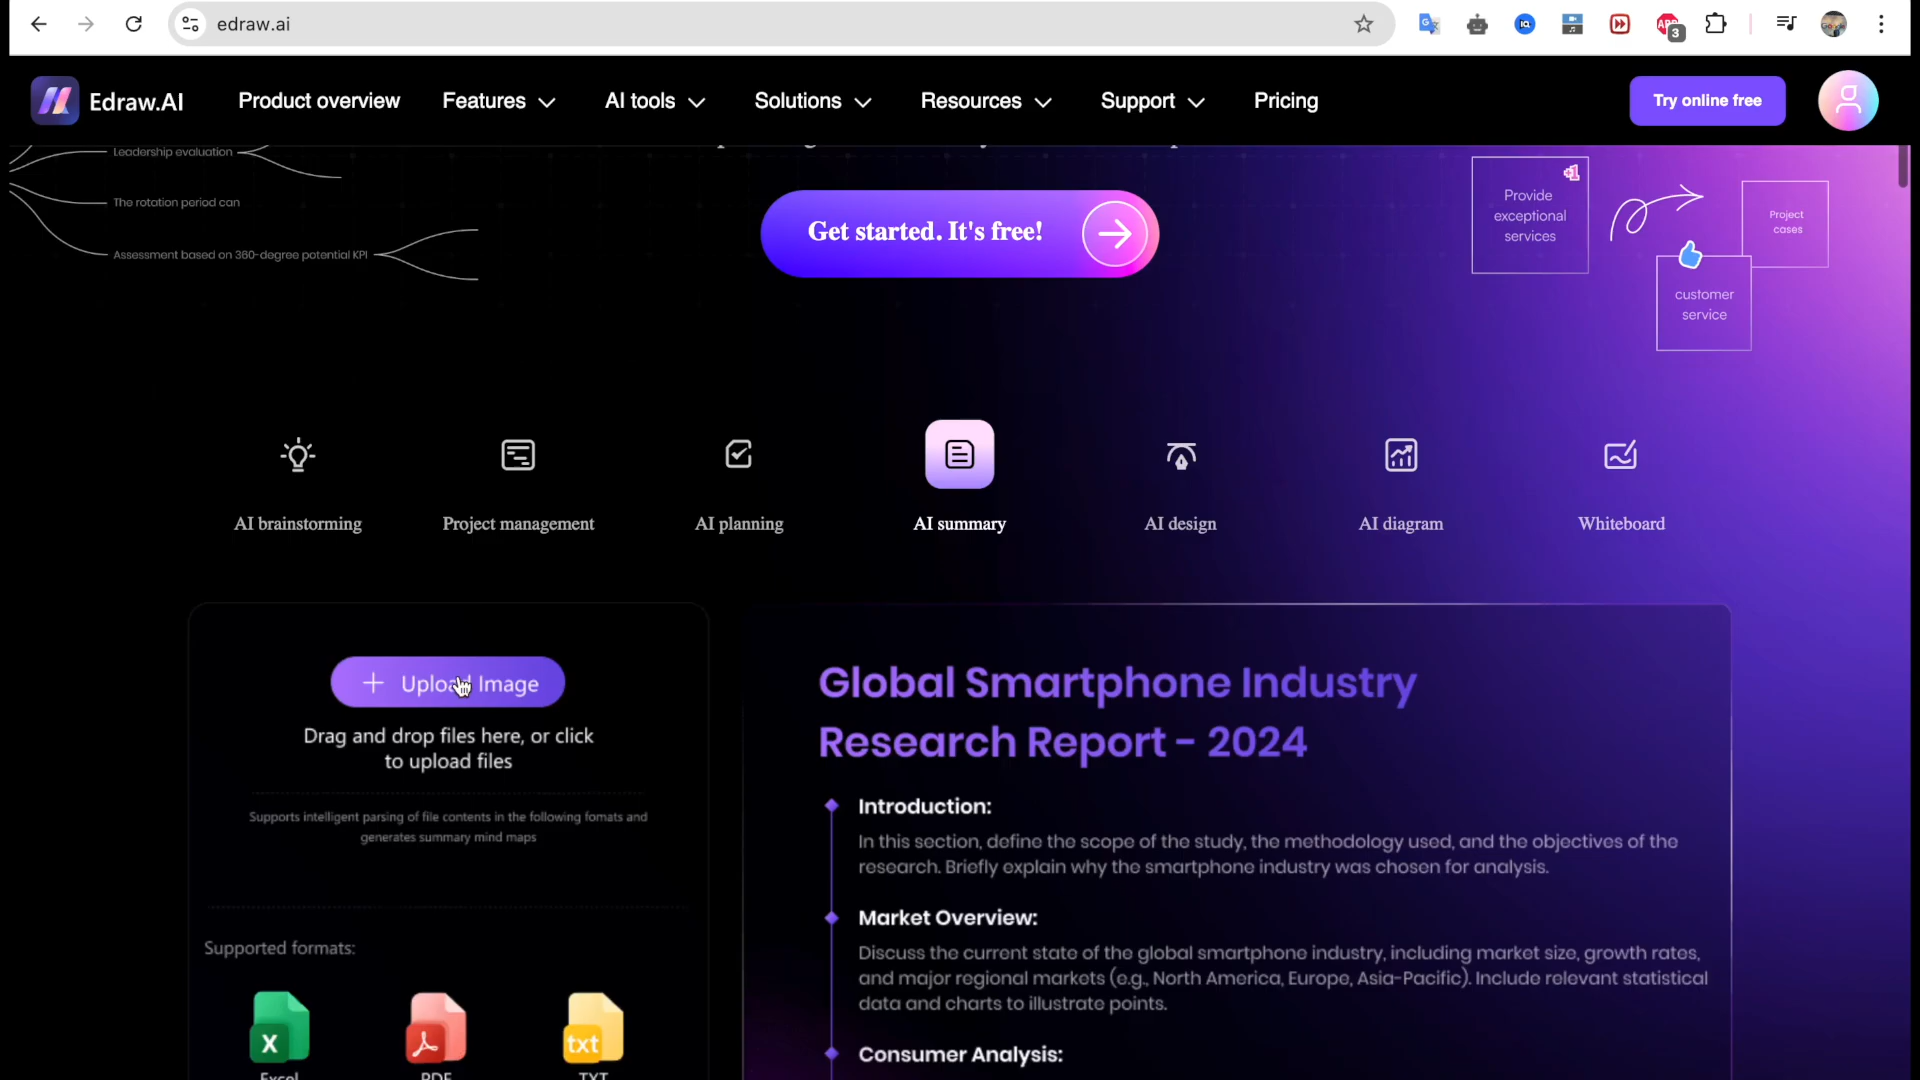 edraw.ai
3
Edraw.AI
Product overview
Features
AI tools
Solutions
Resources
Support
Pricing
Try online free
Leadership evaluation
The rotation period can
Assessment based on 360-degree potential KPI
Get started. It's free!
+1
Provide
exceptional
services
Project
cases
customer
service
AI brainstorming
Project management
AI planning
AI summary
AI design
AI diagram
Whiteboard
+ Upload Image
Drag and drop files here, or click
to upload files
Supports intelligent parsing of file contents in the following fomats and
generates summary mind maps
Supported formats:
X
txt
Excel
PDF
TXT
Global Smartphone Industry
Research Report - 2024
Introduction:
In this section, define the scope of the study, the methodology used, and the objectives of the
research. Briefly explain why the smartphone industry was chosen for analysis.
Market Overview:
Discuss the current state of the global smartphone industry, including market size, growth rates,
and major regional markets (e.g., North America, Europe, Asia-Pacific). Include relevant statistical
data and charts to illustrate points.
Consumer Analysis: